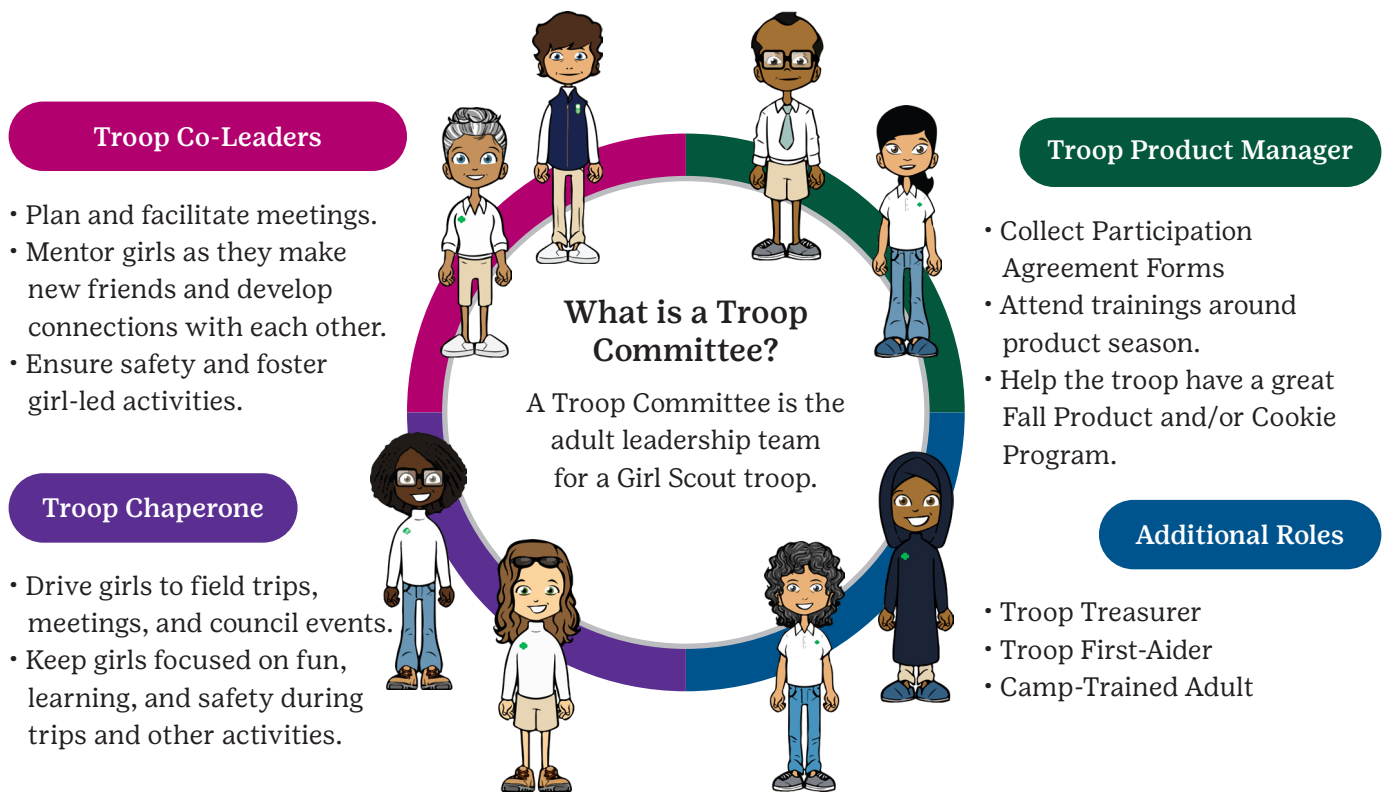 Troop Co-Leaders
• Plan and facilitate meetings.
• Mentor girls as they make
new friends and develop
connections with each other.
• Ensure safety and foster
girl-led activities.
Troop Chaperone
• Drive girls to field trips,
meetings, and council events.
• Keep girls focused on fun,
learning, and safety during
trips and other activities.
What is a Troop
Committee?
A Troop Committee is the
adult leadership team
for a Girl Scout troop.
Troop Product Manager
• Collect Participation
Agreement Forms
• Attend trainings around
product season.
• Help the troop have a great
Fall Product and/or Cookie
Program.
Additional Roles
• Troop Treasurer
• Troop First-Aider
• Camp-Trained Adult